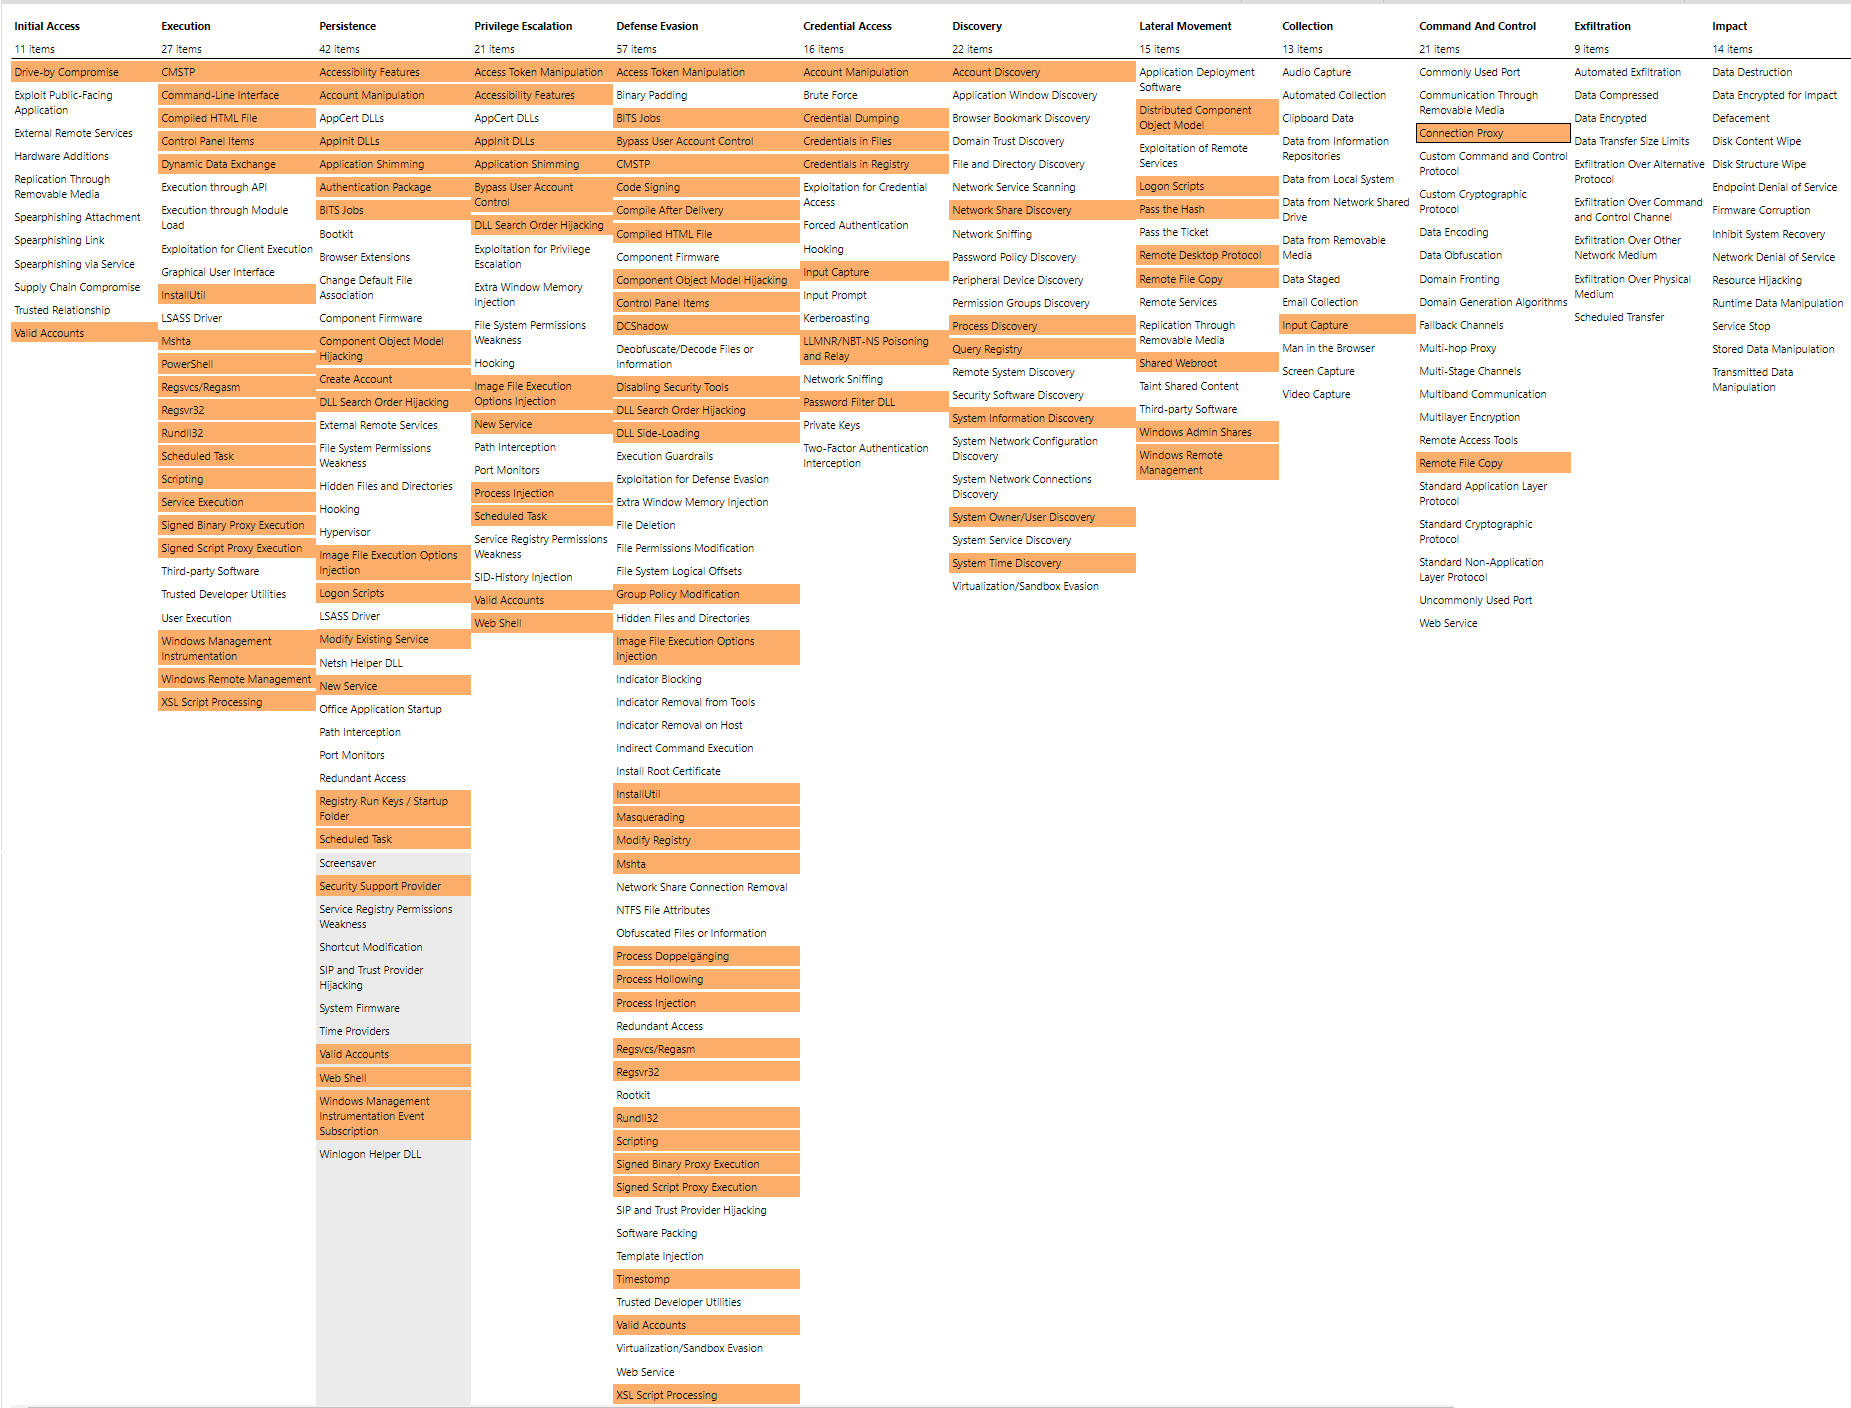 Initial Access
11 items
Drive-by Compromise
Exploit Public-Facing
Application
External Remote Services
Hardware Additions
Replication Through
Removable Media
Spearphishing Attachment
Spearphishing Link
Spearphishing via Service
Supply Chain Compromise
Trusted Relationship
Valid Accounts
Execution
27 items
CMSTP
Command-Line Interface
Compiled HTML File
Control Panel Items
Dynamic Data Exchange
Execution through API
Execution through Module
Load
Exploitation for Client Execution
Graphical User Interface
InstallUtil
LSASS Driver
Mshta
PowerShell
Regsvcs/Regasm
Regsvr32
Rundll32
Scheduled Task
Scripting
Service Execution
Signed Binary Proxy Execution
Signed Script Proxy Execution
Third-party Software
Trusted Developer Utilities
User Execution
Windows Management
Instrumentation
Windows Remote Management
XSL Script Processing
Persistence
42 items
Accessibility Features
Account Manipulation
AppCert DLLs
AppInit DLLs
Application Shimming
Authentication Package
BITS Jobs
Bootkit
Browser Extensions
Change Default File
Association
Component Firmware
Component Object Model
Hijacking
Create Account
DLL Search Order Hijacking
External Remote Services
File System Permissions
Weakness
Hidden Files and Directories
Hooking
Hypervisor
Image File Execution Options
Injection
Logon Scripts
LSASS Driver
Modify Existing Service
Netsh Helper DLL
New Service
Office Application Startup
Path Interception
Port Monitors
Redundant Access
Registry Run Keys / Startup
Folder
Scheduled Task
Screensaver
Security Support Provider
Service Registry Permissions
Weakness
Shortcut Modification
SIP and Trust Provider
Hijacking
System Firmware
Time Providers
Valid Accounts
Web Shell
Windows Management
Instrumentation Event
Subscription
Winlogon Helper DLL
Privilege Escalation
21 items
Access Token Manipulation
Accessibility Features
AppCert DLLs
AppInit DLLs
Application Shimming
Bypass User Account
Control
DLL Search Order Hijacking
Exploitation for Privilege
Escalation
Extra Window Memory
Injection
File System Permissions
Weakness
Hooking
Image File Execution
Options Injection
New Service
Path Interception
Port Monitors
Process Injection
Scheduled Task
Service Registry Permissions
Weakness
SID-History Injection
Valid Accounts
Web Shell
Defense Evasion
57 items
Access Token Manipulation
Binary Padding
BITS Jobs
Bypass User Account Control
CMSTP
Code Signing
Compile After Delivery
Compiled HTML File
Component Firmware
Component Object Model Hijacking
Control Panel Items
DCShadow
Deobfuscate/Decode Files or
Information
Disabling Security Tools
DLL Search Order Hijacking
DLL Side-Loading
Execution Guardrails
Exploitation for Defense Evasion
Extra Window Memory Injection
File Deletion
File Permissions Modification
File System Logical Offsets
Group Policy Modification
Hidden Files and Directories
Image File Execution Options
Injection
Indicator Blocking
Indicator Removal from Tools
Indicator Removal on Host
Indirect Command Execution
Install Root Certificate
InstallUtil
Masquerading
Modify Registry
Mshta
Network Share Connection Removal
NTFS File Attributes
Obfuscated Files or Information
Process Doppelgänging
Process Hollowing
Process Injection
Redundant Access
Regsvcs/Regasm
Regsvr32
Rootkit
Rundll32
Scripting
Signed Binary Proxy Execution
Signed Script Proxy Execution
SIP and Trust Provider Hijacking
Software Packing
Template Injection
Timestomp
Trusted Developer Utilities
Valid Accounts
Virtualization/Sandbox Evasion
Web Service
XSL Script Processing
Credential Access
16 items
Account Manipulation
Brute Force
Credential Dumping
Credentials in Files
Credentials in Registry
Exploitation for Credential
Access
Forced Authentication
Hooking
Input Capture
Input Prompt
Kerberoasting
LLMNR/NBT-NS Poisoning
and Relay
Network Sniffing
Password Filter DLL
Private Keys
Two-Factor Authentication
Interception
Discovery
22 items
Account Discovery
Application Window Discovery
Browser Bookmark Discovery
Domain Trust Discovery
File and Directory Discovery
Network Service Scanning
Network Share Discovery
Network Sniffing
Password Policy Discovery
Peripheral Device Discovery
Permission Groups Discovery
Process Discovery
Query Registry
Remote System Discovery
Security Software Discovery
System Information Discovery
System Network Configuration
Discovery
System Network Connections
Discovery
System Owner/User Discovery
System Service Discovery
System Time Discovery
Virtualization/Sandbox Evasion
Lateral Movement
15 items
Application Deployment
Software
Distributed Component
Object Model
Exploitation of Remote
Services
Logon Scripts
Pass the Hash
Pass the Ticket
Remote Desktop Protocol
Remote File Copy
Remote Services
Replication Through
Removable Media
Shared Webroot
Taint Shared Content
Third-party Software
Windows Admin Shares
Windows Remote
Management
Collection
13 items
Audio Capture
Automated Collection
Clipboard Data
Data from Information
Repositories
Data from Local System
Data from Network Shared
Drive
Data from Removable
Media
Data Staged
Email Collection
Input Capture
Man in the Browser
Screen Capture
Video Capture
Command And Control
21 items
Commonly Used Port
Communication Through
Removable Media
Connection Proxy
Custom Command and Control
Protocol
Custom Cryptographic
Protocol
Data Encoding
Data Obfuscation
Domain Fronting
Domain Generation Algorithms
Fallback Channels
Multi-hop Proxy
Multi-Stage Channels
Multiband Communication
Multilayer Encryption
Remote Access Tools
Remote File Copy
Standard Application Layer
Protocol
Standard Cryptographic
Protocol
Standard Non-Application
Layer Protocol
Uncommonly Used Port
Web Service
Exfiltration
9 items
Automated Exfiltration
Data Compressed
Data Encrypted
Data Transfer Size Limits
Exfiltration Over Alternative
Protocol
Exfiltration Over Command
and Control Channel
Exfiltration Over Other
Network Medium
Exfiltration Over Physical
Medium
Scheduled Transfer
Impact
14 items
Data Destruction
Data Encrypted for Impact
Defacement
Disk Content Wipe
Disk Structure Wipe
Endpoint Denial of Service
Firmware Corruption
Inhibit System Recovery
Network Denial of Service
Resource Hijacking
Runtime Data Manipulation
Service Stop
Stored Data Manipulation
Transmitted Data
Manipulation